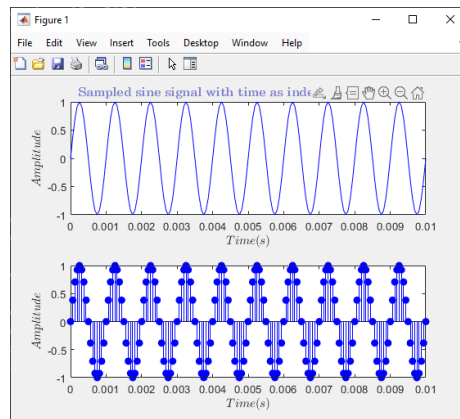 Figure 1
File Edit View Insert Tools Desktop Window Help
Sampled sine signal with time as inde
1
0.5
0
-0.5
-1
Amplitude
0 0.001 0.002 0.003 0.004 0.005 0.006 0.007 0.008 0.009 0.01
Time(s)
1
0.5
0
0.5
-1
Amplitude
0 0.001 0.002 0.003 0.004 0.005 0.006 0.007 0.008 0.009 0.01
Time(s)